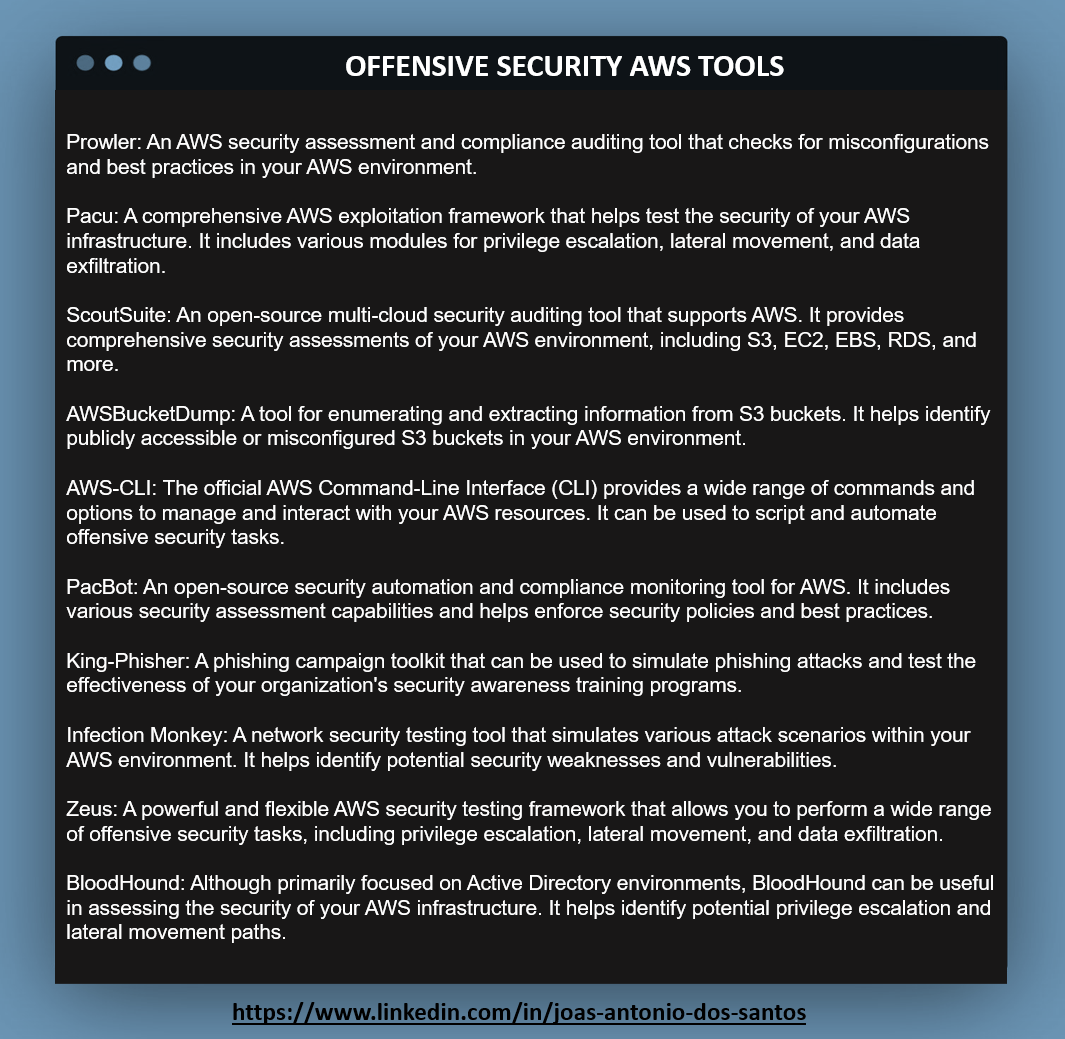 OFFENSIVE SECURITY AWS TOOLS
Prowler: An AWS security assessment and compliance auditing tool that checks for misconfigurations
and best practices in your AWS environment.
Pacu: A comprehensive AWS exploitation framework that helps test the security of your AWS
infrastructure. It includes various modules for privilege escalation, lateral movement, and data
exfiltration.
ScoutSuite: An open-source multi-cloud security auditing tool that supports AWS. It provides
comprehensive security assessments of your AWS environment, including S3, EC2, EBS, RDS, and
more.
AWSBucketDump: A tool for enumerating and extracting information from S3 buckets. It helps identify
publicly accessible or misconfigured S3 buckets in your AWS environment.
AWS-CLI: The official AWS Command-Line Interface (CLI) provides a wide range of commands and
options to manage and interact with your AWS resources. It can be used to script and automate
offensive security tasks.
PacBot: An open-source security automation and compliance monitoring tool for AWS. It includes
various security assessment capabilities and helps enforce security policies and best practices.
King-Phisher: A phishing campaign toolkit that can be used to simulate phishing attacks and test the
effectiveness of your organization's security awareness training programs.
Infection Monkey: A network security testing tool that simulates various attack scenarios within your
AWS environment. It helps identify potential security weaknesses and vulnerabilities.
Zeus: A powerful and flexible AWS security testing framework that allows you to perform a wide range
of offensive security tasks, including privilege escalation, lateral movement, and data exfiltration.
BloodHound: Although primarily focused on Active Directory environments, BloodHound can be useful
in assessing the security of your AWS infrastructure. It helps identify potential privilege escalation and
lateral movement paths.
https://www.linkedin.com/in/joas-antonio-dos-santos